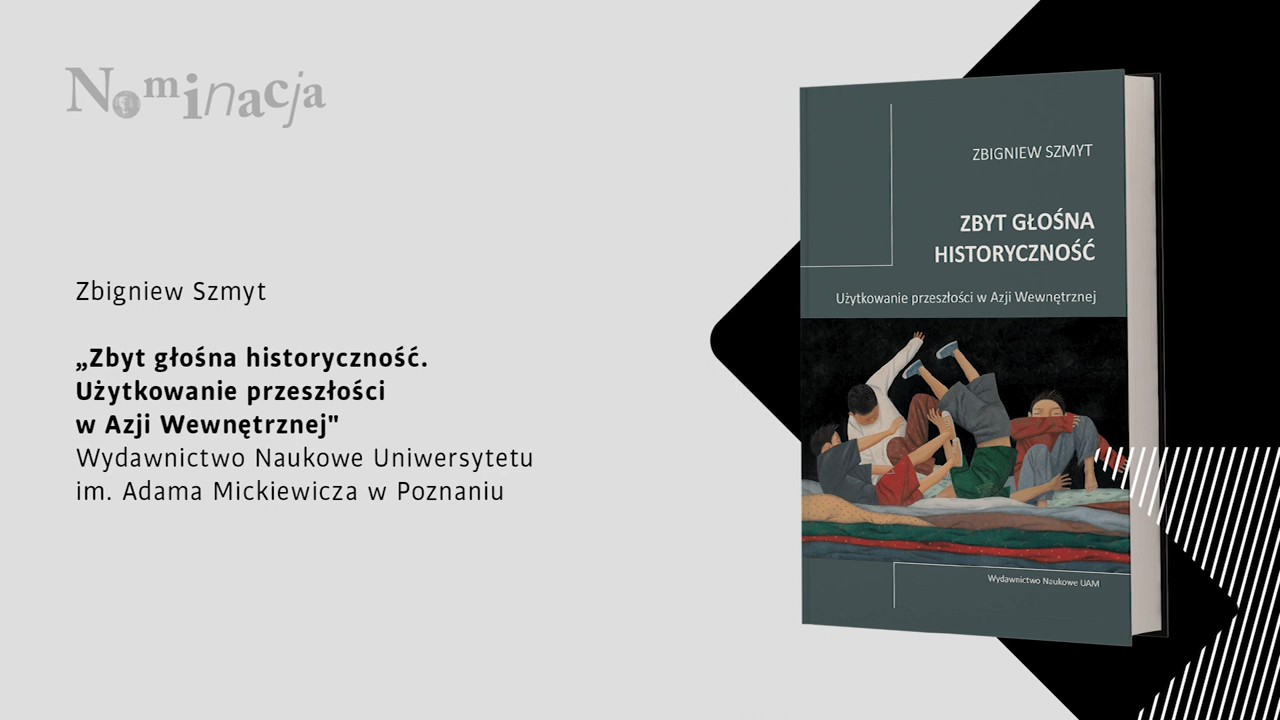 Nominacja
Zbigniew Szmyt
„Zbyt głośna historyczność.
Użytkowanie przeszłości
w Azji Wewnętrznej"
Wydawnictwo Naukowe Uniwersytetu
im. Adama Mickiewicza w Poznaniu
ZBIGNIEW SZMYT
ZBYT GŁOŚNA
HISTORYCZNOŚĆ
Użytkowanie przeszłości w Azji Wewnętrznej
Wydawnictwo Naukowe UAM